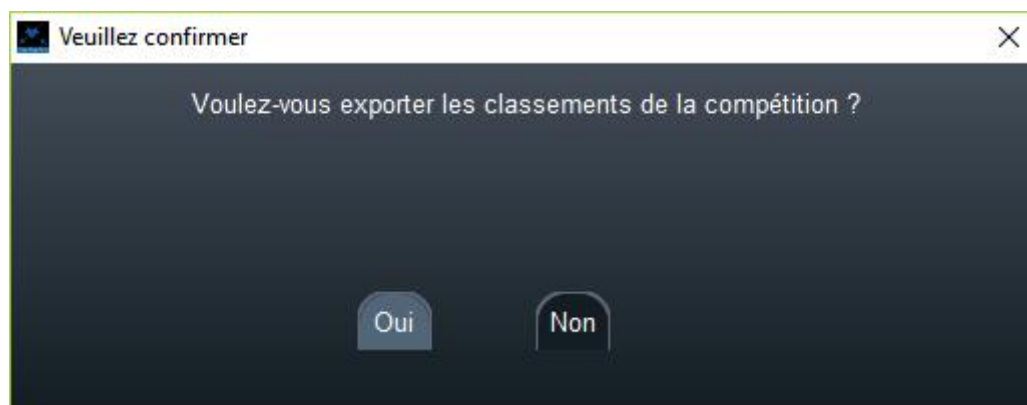 Veuillez confirmer
Voulez-vous exporter les classements de la compétition ?
Oui
Non